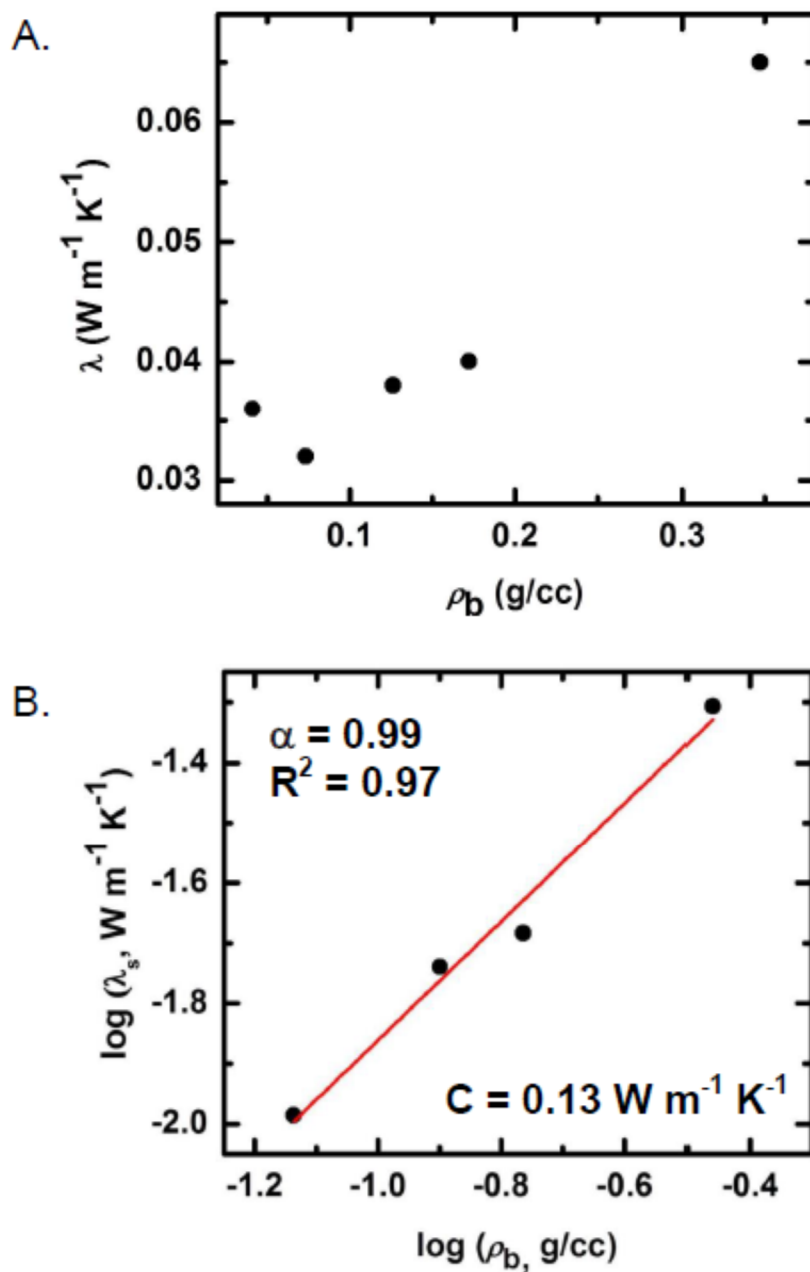 A.
0.06
0.05
0.04
0.03
λ (W m⁻¹ K⁻¹)
0.1 0.2 0.3
ρb (g/cc)
B.
α = 0.99
R² = 0.97
-1.4
-1.6
-1.8
-2.0
log (λs, W m⁻¹ K⁻¹)
C = 0.13 W m⁻¹ K⁻¹
-1.2 -1.0 -0.8 -0.6 -0.4
log (ρb, g/cc)